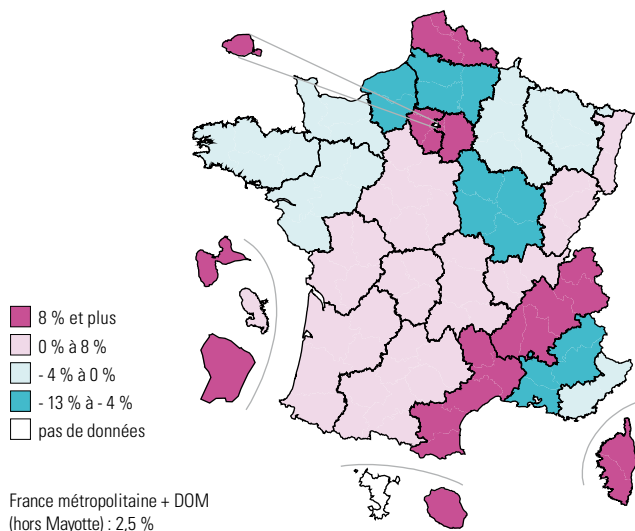 8 % et plus
0 % à 8 %
- 4 % à 0 %
- 13 % à - 4 %
pas de données
France métropolitaine + DOM
(hors Mayotte) : 2,5 %